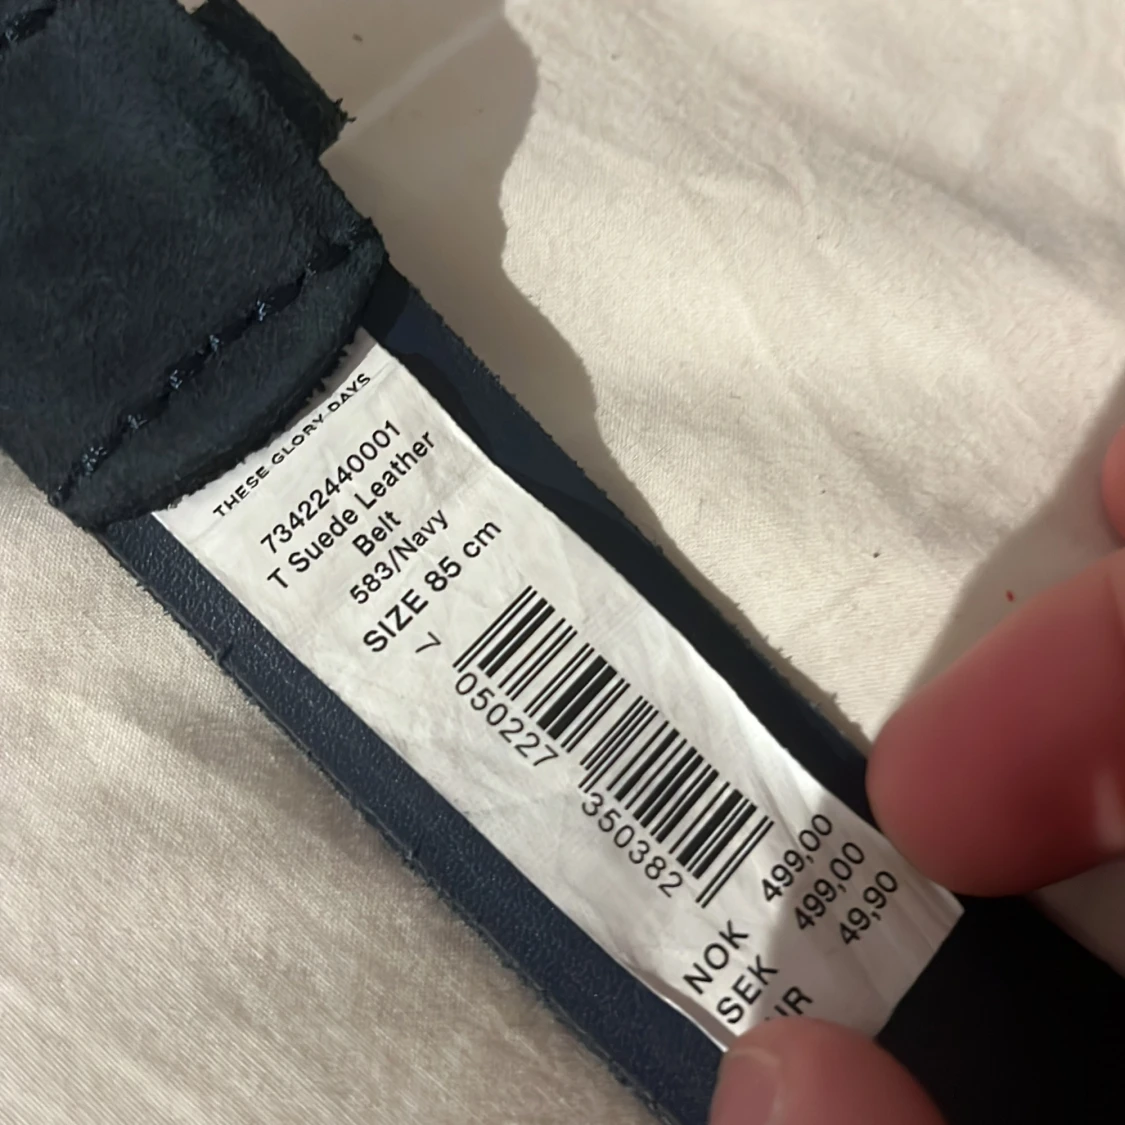 THESE GLORY DAYS
73422440001
T Suede Leather
Belt
583/Navy
SIZE 85 cm
7 050227 350382
NOK 499,00
SEK 499,00
UR 49,90